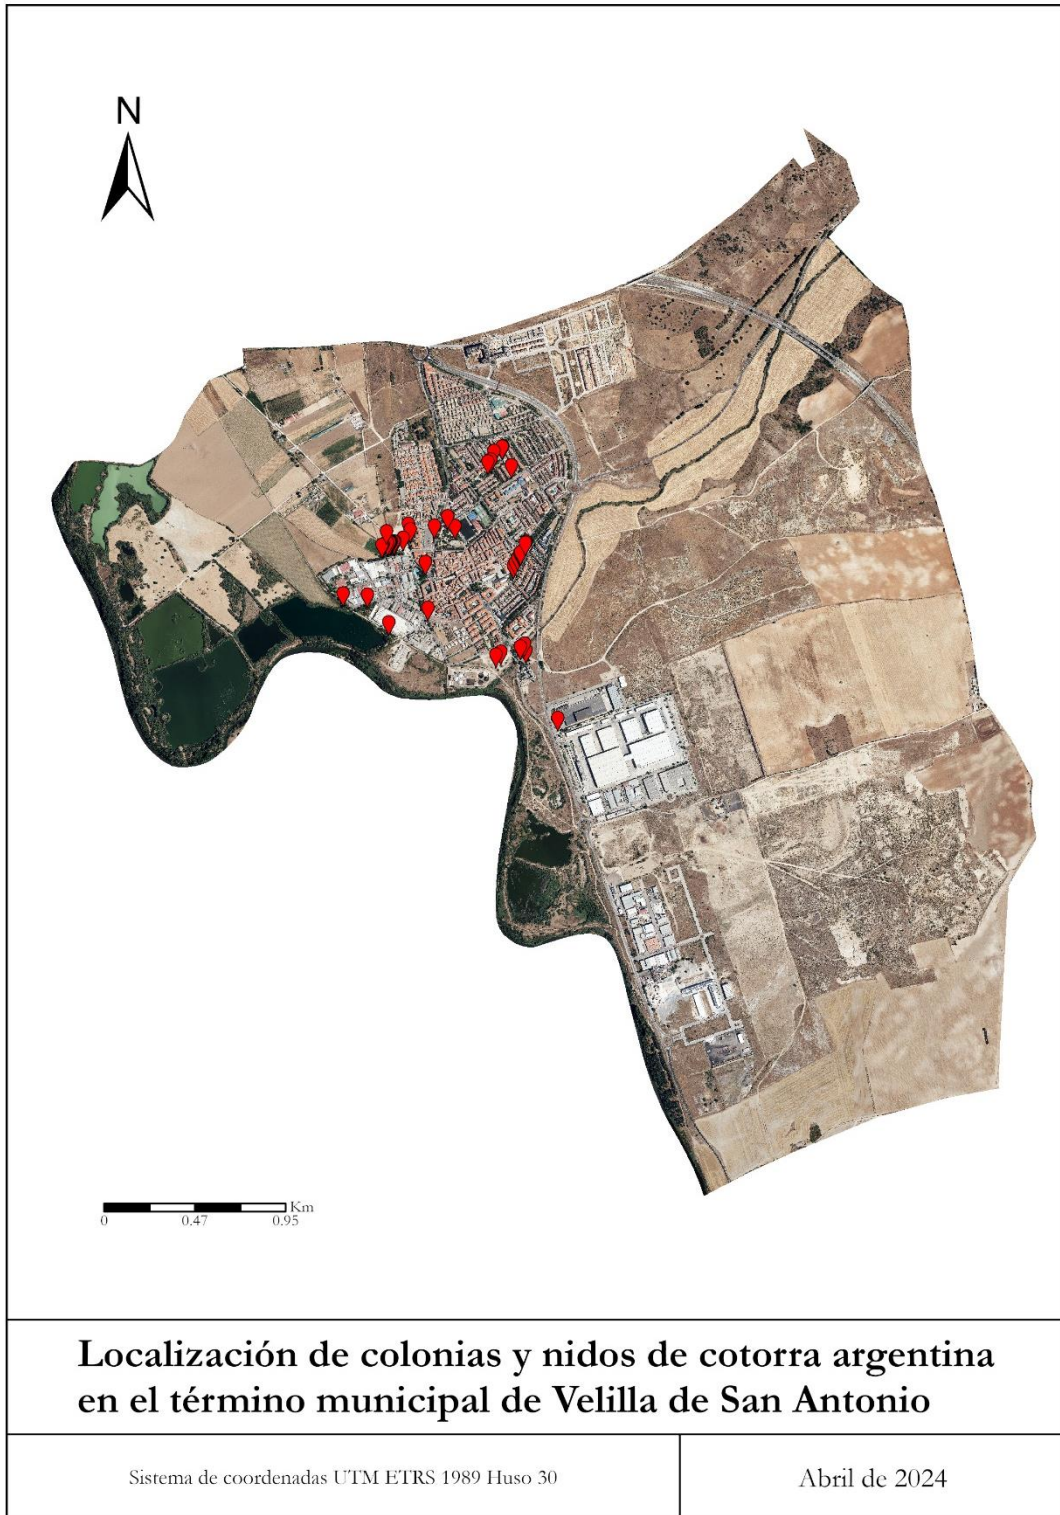 N
Km
0 0.47 0.95
Localización de colonias y nidos de cotorra argentina
en el término municipal de Velilla de San Antonio
Sistema de coordenadas UTM ETRS 1989 Huso 30
Abril de 2024